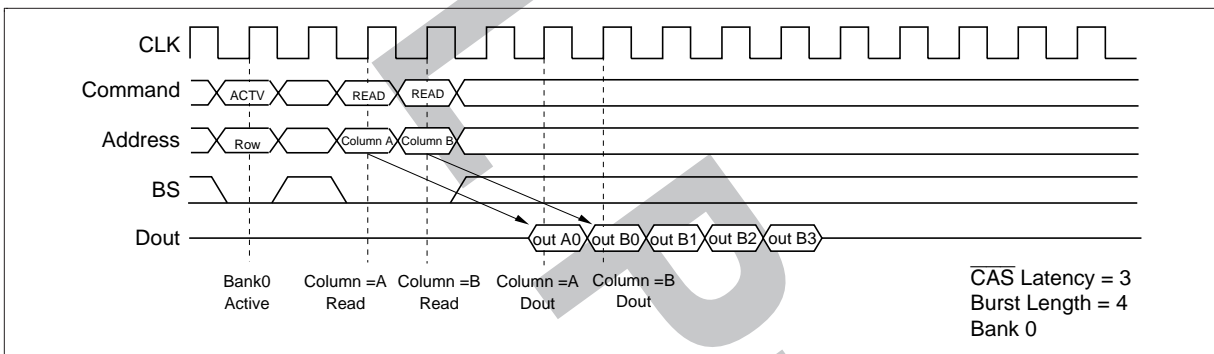 CLK
Command ACTV READ READ
Address Row Column A Column B
BS
Dout out A0 out B0 out B1 out B2 out B3
Bank0 Active
Column =A Read
Column =B Read
Column =A Dout
Column =B Dout
CAS Latency = 3
Burst Length = 4
Bank 0